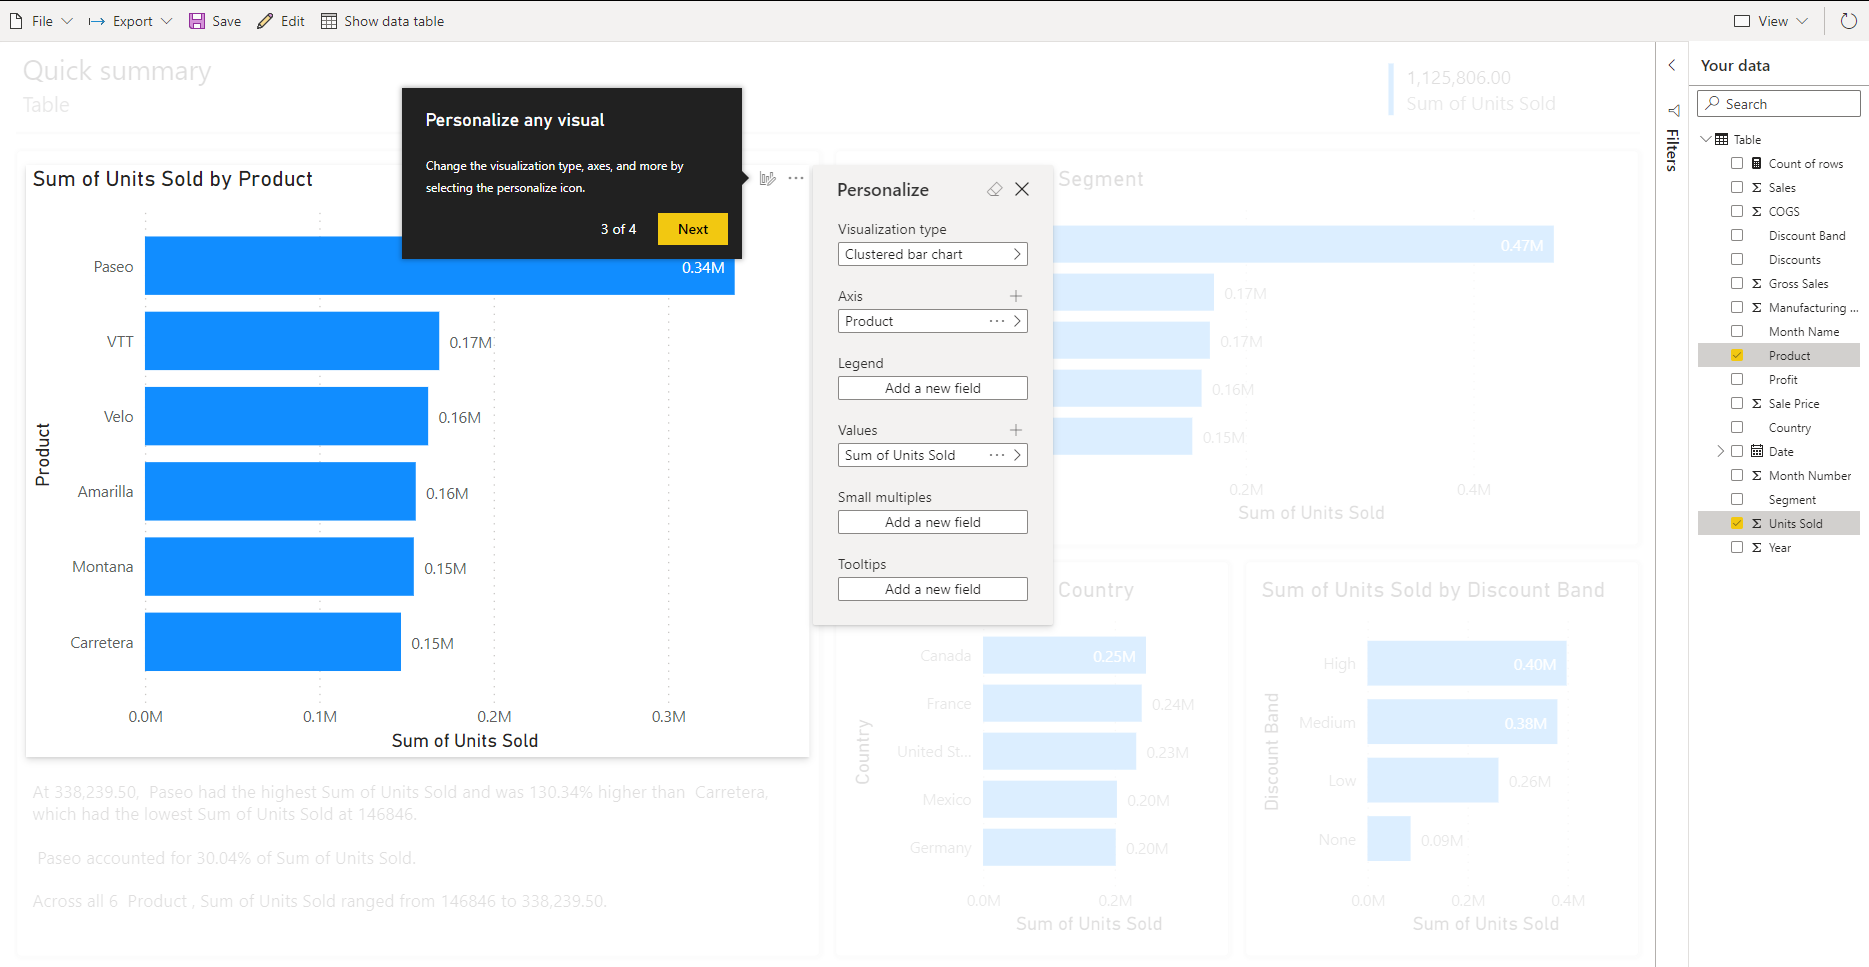 File
Export
Save
Edit
Show data table
View
Quick summary
Table
1,125,806.00
Sum of Units Sold
Personalize any visual
Change the visualization type, axes, and more by
selecting the personalize icon.
3 of 4
Next
Sum of Units Sold by Product
Product
Paseo
0.34M
VTT
0.17M
Velo
0.16M
Amarilla
0.16M
Montana
0.15M
Carretera
0.15M
0.0M
0.1M
0.2M
0.3M
Sum of Units Sold
At 338,239.50,  Paseo had the highest Sum of Units Sold and was 130.34% higher than  Carretera,
which had the lowest Sum of Units Sold at 146846.
Paseo accounted for 30.04% of Sum of Units Sold.
Across all 6  Product , Sum of Units Sold ranged from 146846 to 338,239.50.
Personalize
Visualization type
Clustered bar chart
Axis
Product
Legend
Add a new field
Values
Sum of Units Sold
Small multiples
Add a new field
Tooltips
Add a new field
Segment
0.47M
0.17M
0.17M
0.16M
0.15M
0.2M
0.4M
Sum of Units Sold
Country
Country
Canada
0.25M
France
0.24M
United St...
0.23M
Mexico
0.20M
Germany
0.20M
0.0M
0.2M
Sum of Units Sold
Sum of Units Sold by Discount Band
Discount Band
High
0.40M
Medium
0.38M
Low
0.26M
None
0.09M
0.0M
0.2M
0.4M
Sum of Units Sold
Filters
Your data
Search
Table
Count of rows
Sales
COGS
Discount Band
Discounts
Gross Sales
Manufacturing ...
Month Name
Product
Profit
Sale Price
Country
Date
Month Number
Segment
Units Sold
Year